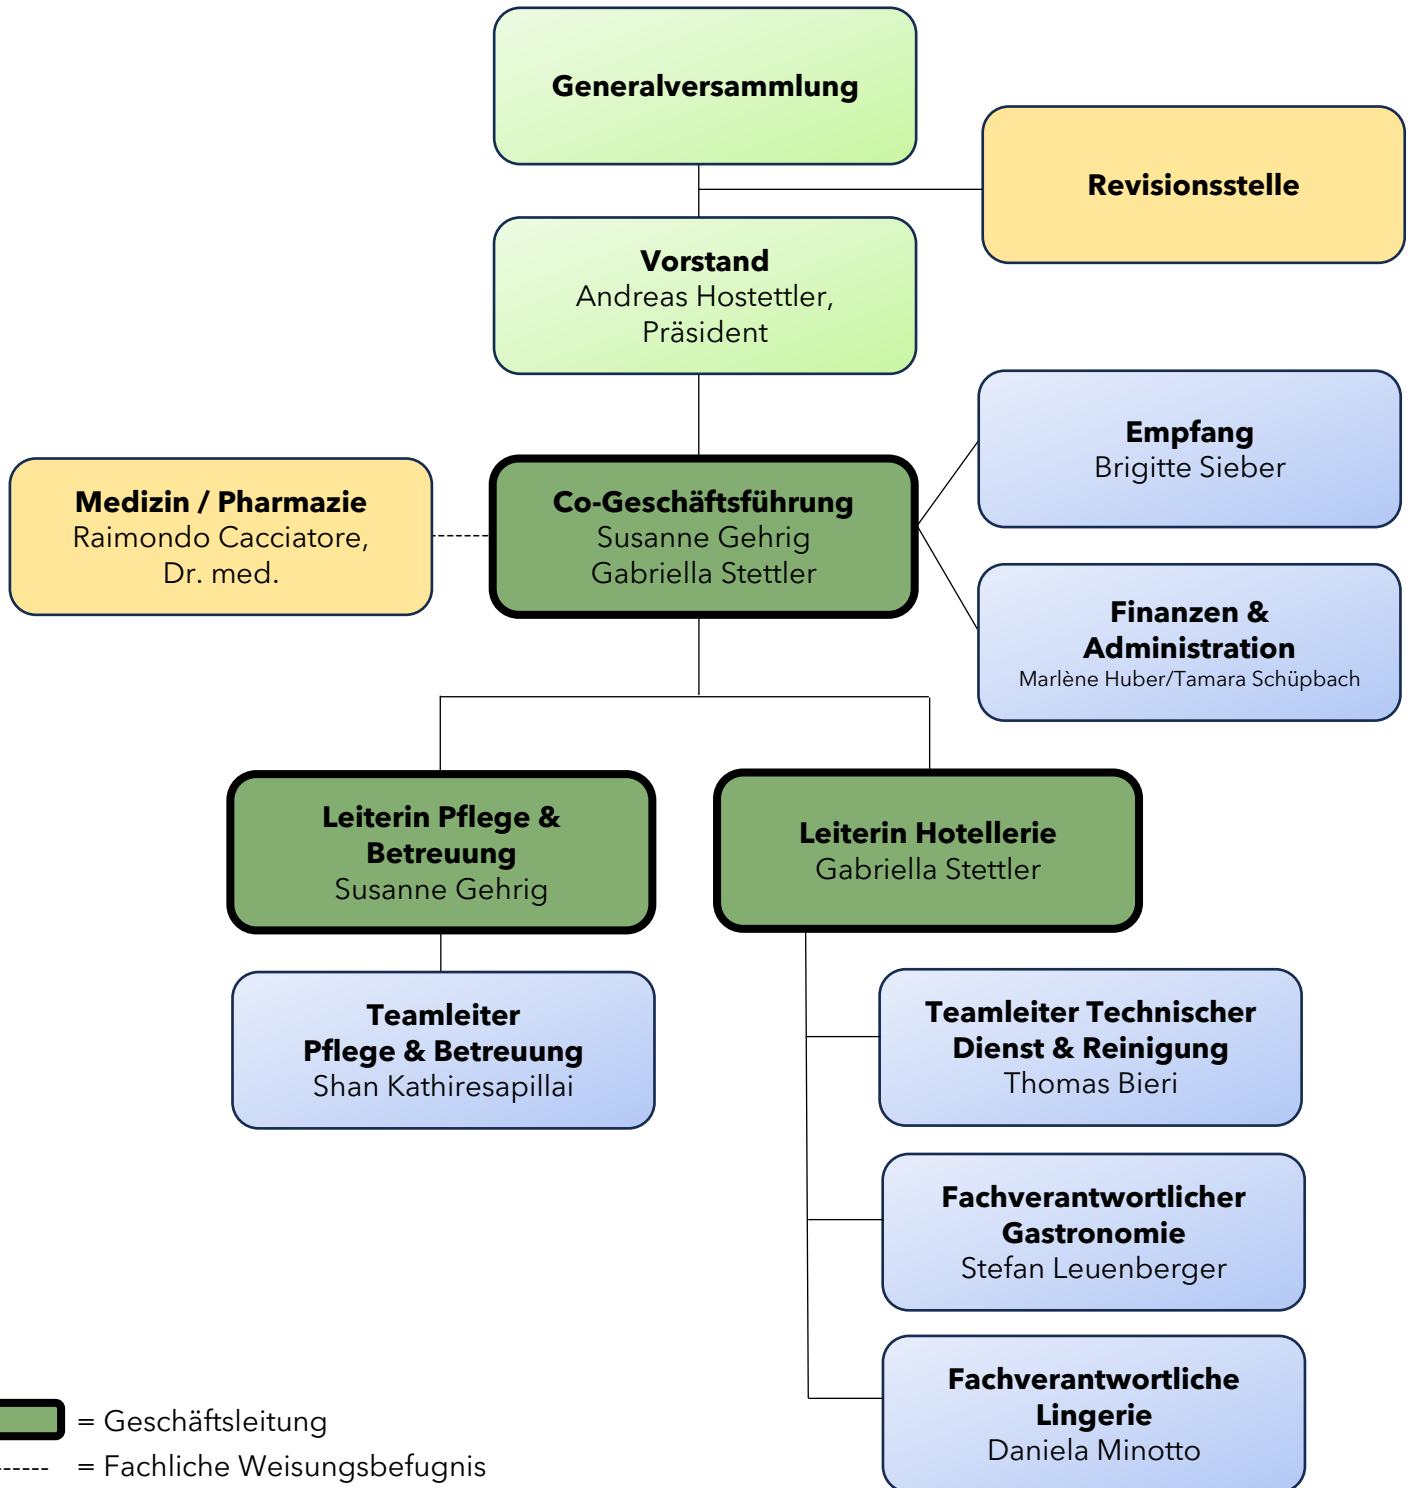 Generalversammlung
Revisionsstelle
Vorstand
Andreas Hostettler,
Präsident
Empfang
Brigitte Sieber
Medizin / Pharmazie
Raimondo Cacciatore,
Dr. med.
Co-Geschäftsführung
Susanne Gehrig
Gabriella Stettler
Finanzen &
Administration
Marlène Huber/Tamara Schüpbach
Leiterin Pflege &
Betreuung
Susanne Gehrig
Leiterin Hotellerie
Gabriella Stettler
Teamleiter
Pflege & Betreuung
Shan Kathiresapillai
Teamleiter Technischer
Dienst & Reinigung
Thomas Bieri
Fachverantwortlicher
Gastronomie
Stefan Leuenberger
Fachverantwortliche
Lingerie
Daniela Minotto
= Geschäftsleitung
= Fachliche Weisungsbefugnis